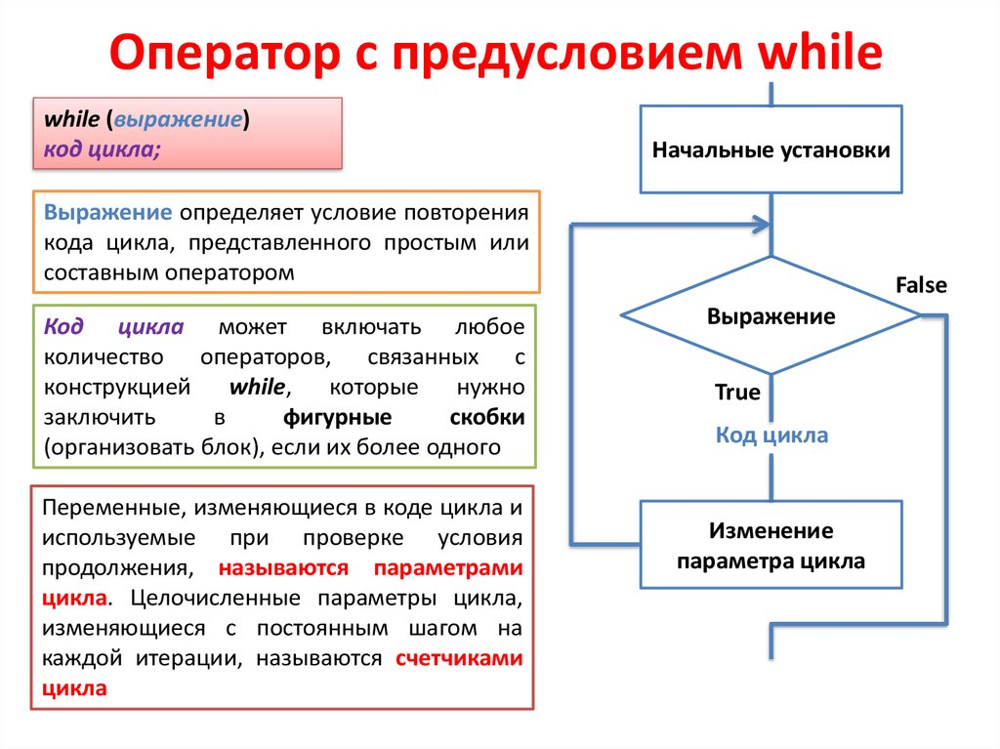 Оператор с предусловием while
while (выражение)
код цикла;
Выражение определяет условие повторения
кода цикла, представленного простым или
составным оператором
Код цикла может включать любое
количество операторов, связанных с
конструкцией while, которые нужно
заключить в фигурные скобки
(организовать блок), если их более одного
Переменные, изменяющиеся в коде цикла и
используемые при проверке условия
продолжения, называются параметрами
цикла. Целочисленные параметры цикла,
изменяющиеся с постоянным шагом на
каждой итерации, называются счетчиками
цикла
Начальные установки
False
Выражение
True
Код цикла
Изменение
параметра цикла